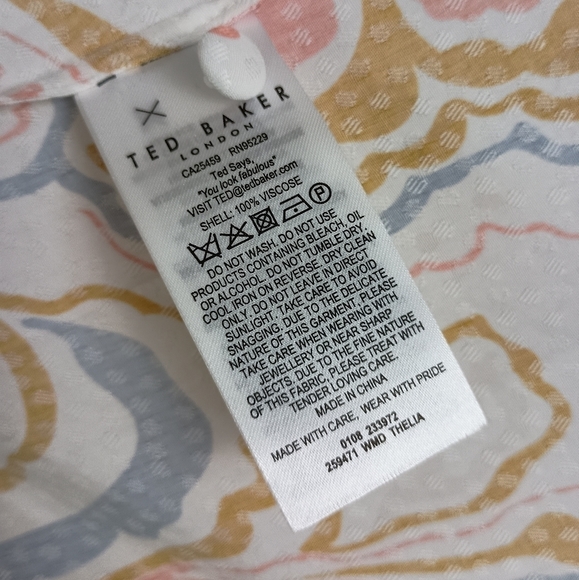 TED BAKER
LONDON
CA25459 RN95229
Ted Says,
"You look fabulous"
VISIT TED@tedbaker.com
SHELL: 100% VISCOSE
DO NOT WASH. DO NOT USE
PRODUCTS CONTAINING BLEACH, OIL
OR ALCOHOL. DO NOT TUMBLE DRY.
COOL IRON ON REVERSE. DRY CLEAN
ONLY. DO NOT LEAVE IN DIRECT
SUNLIGHT. TAKE CARE TO AVOID
SNAGGING. DUE TO THE DELICATE
NATURE OF THIS GARMENT, PLEASE
TAKE CARE WHEN WEARING WITH
JEWELLERY OR NEAR SHARP
OBJECTS. DUE TO THE FINE NATURE
OF THIS FABRIC, PLEASE TREAT WITH
TENDER LOVING CARE.
MADE IN CHINA
MADE WITH CARE, WEAR WITH PRIDE
0108 233972
259471 WMD THELIA